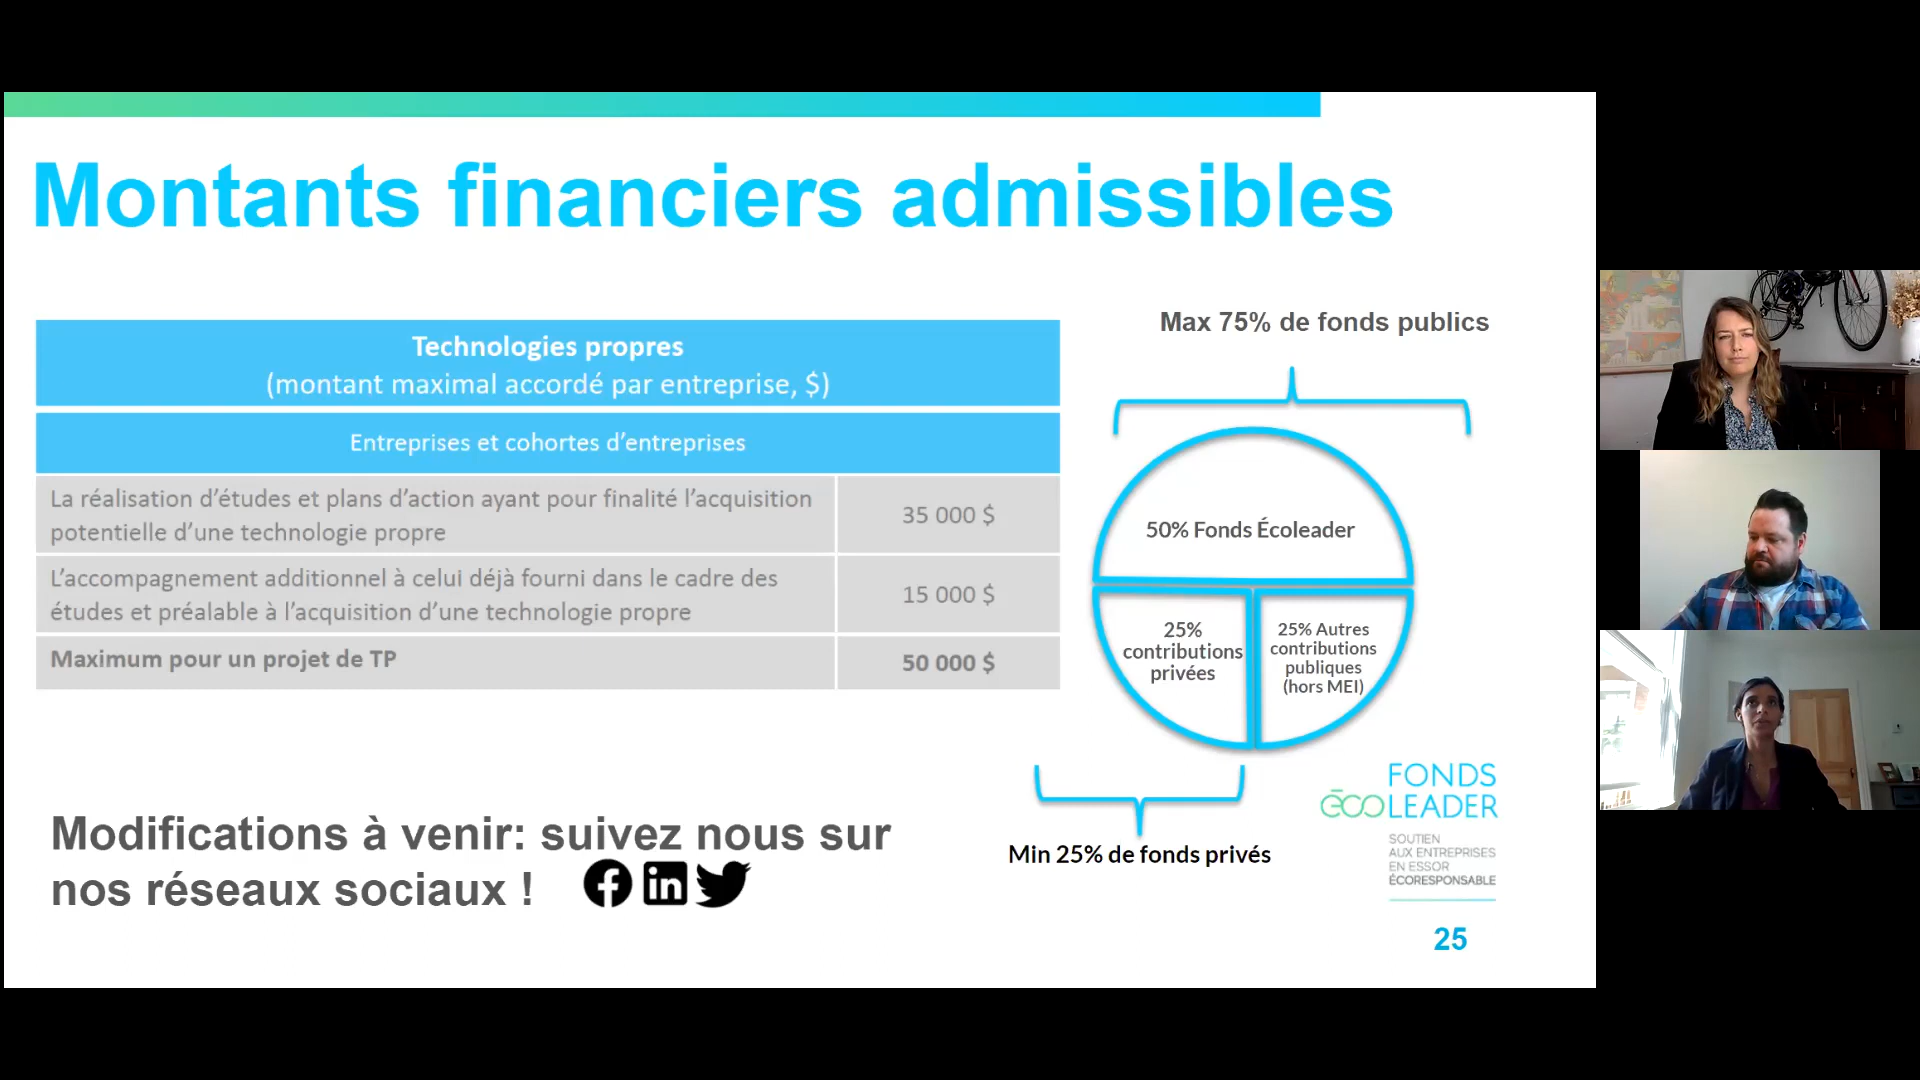 Montants financiers admissibles
Technologies propres
(montant maximal accordé par entreprise, $)
Entreprises et cohortes d'entreprises
La réalisation d'études et plans d'action ayant pour finalité l'acquisition
potentielle d'une technologie propre
35 000 $
L'accompagnement additionnel à celui déjà fourni dans le cadre des
études et préalable à l'acquisition d'une technologie propre
15 000 $
Maximum pour un projet de TP
50 000 $
Max 75% de fonds publics
50% Fonds Écoleader
25%
contributions
privées
25% Autres
contributions
publiques
(hors MEI)
Min 25% de fonds privés
Modifications à venir: suivez nous sur
nos réseaux sociaux !
FONDS
ÉCOLEADER
SOUTIEN
AUX ENTREPRISES
EN ESSOR
ÉCORESPONSABLE
25